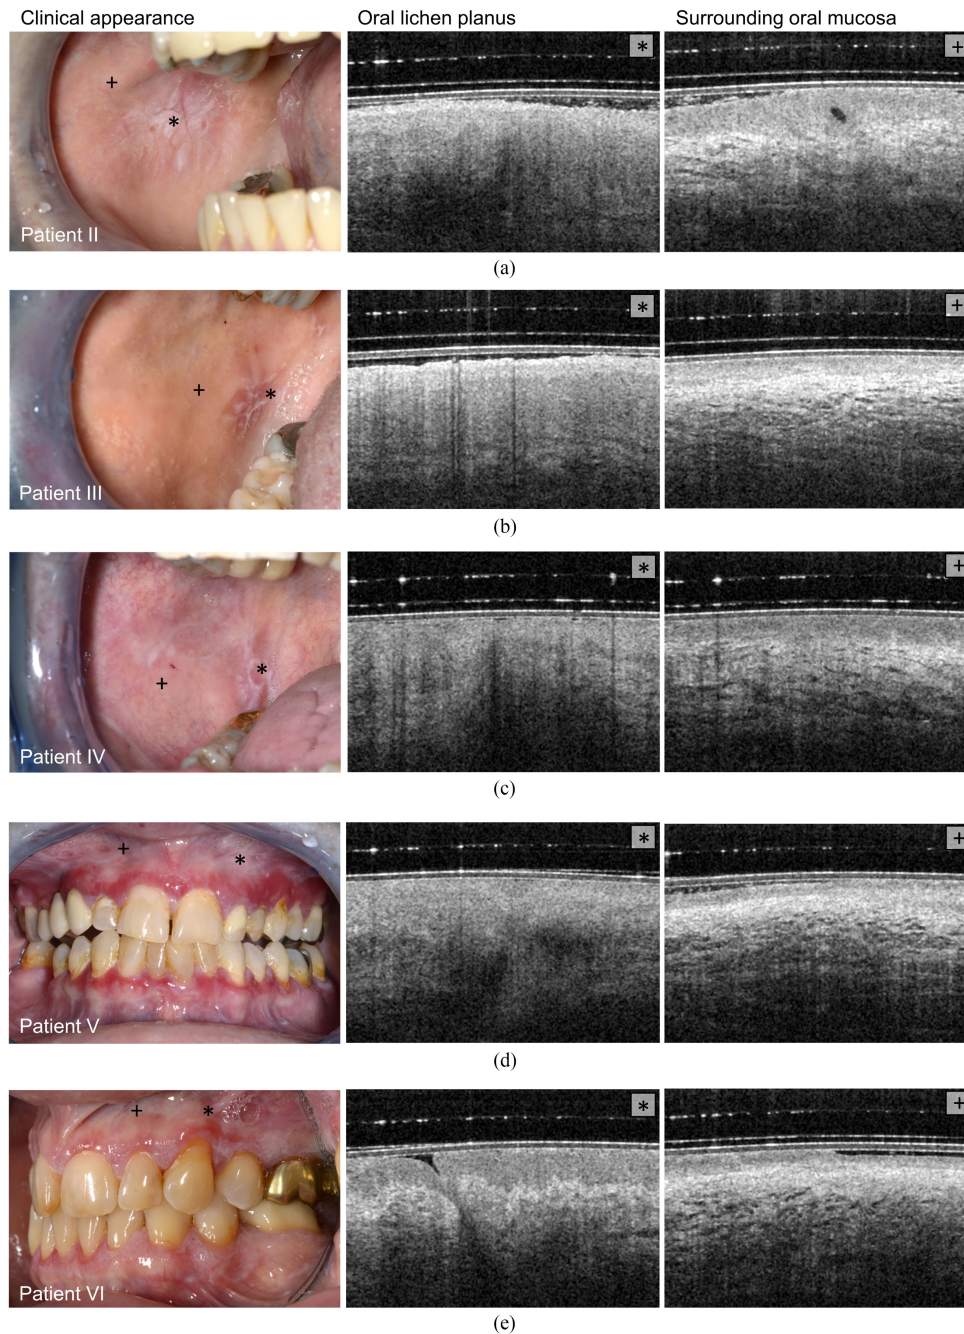 Clinical appearance Oral lichen planus Surrounding oral mucosa
+ * * +
Patient II
(a)
+ * * +
Patient III
(b)
+ * * +
Patient IV
(c)
+ * * +
Patient V
(d)
+ * * +
Patient VI
(e)